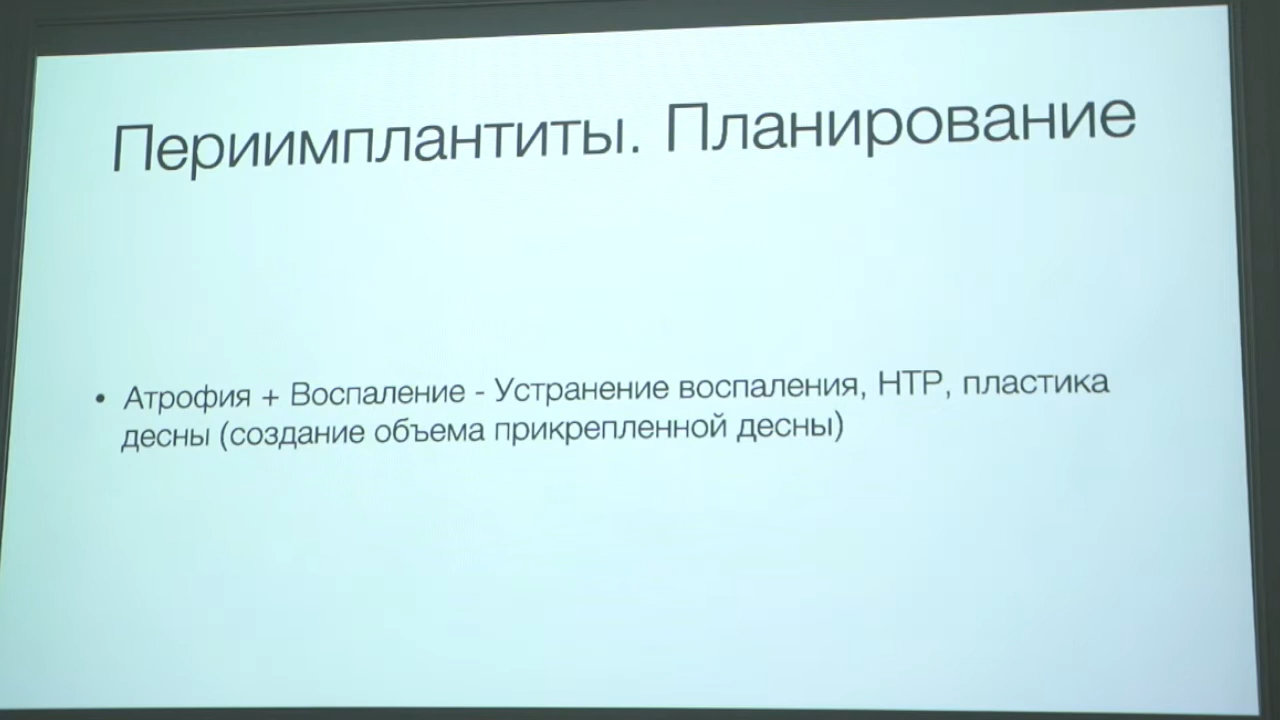 Периимплантиты. Планирование
• Атрофия + Воспаление - Устранение воспаления, НТР, пластика
десны (создание объема прикрепленной десны)